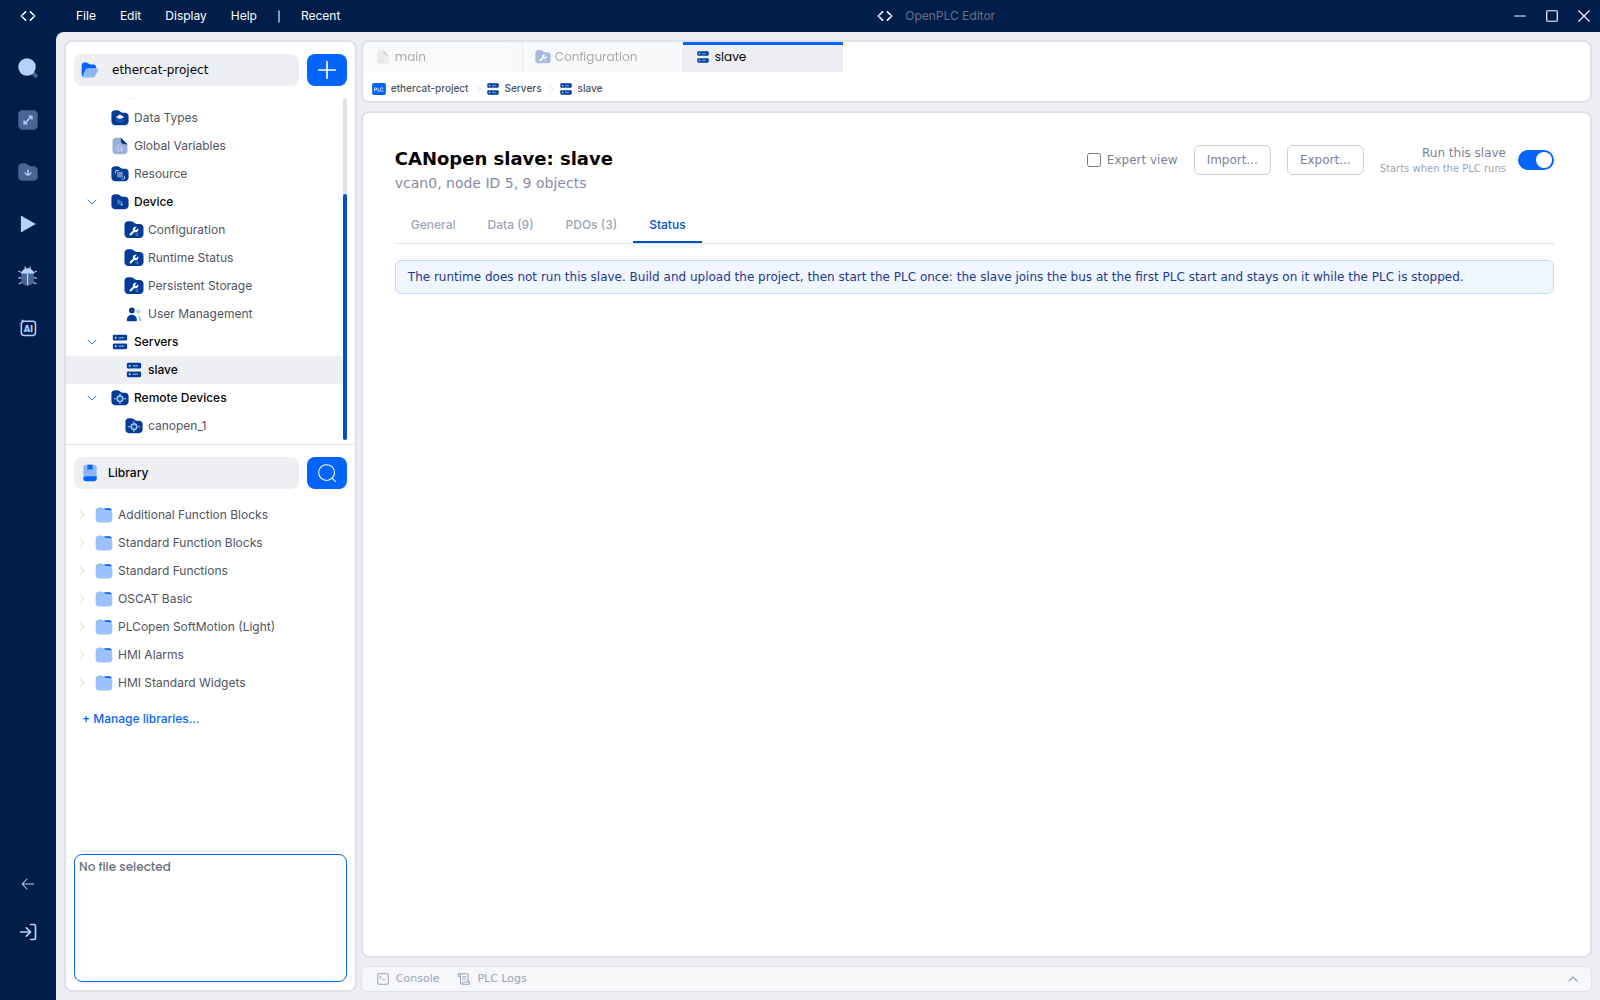 File Edit Display Help | Recent
OpenPLC Editor
ethercat-project
Data Types
Global Variables
Resource
Device
Configuration
Runtime Status
Persistent Storage
User Management
Servers
slave
Remote Devices
canopen_1
Library
Additional Function Blocks
Standard Function Blocks
Standard Functions
OSCAT Basic
PLCopen SoftMotion (Light)
HMI Alarms
HMI Standard Widgets
+ Manage libraries...
No file selected
AI
main Configuration slave
PLC ethercat-project Servers slave
CANopen slave: slave
vcan0, node ID 5, 9 objects
Expert view Import... Export...
Run this slave
Starts when the PLC runs
General Data (9) PDOs (3) Status
The runtime does not run this slave. Build and upload the project, then start the PLC once: the slave joins the bus at the first PLC start and stays on it while the PLC is stopped.
Console PLC Logs